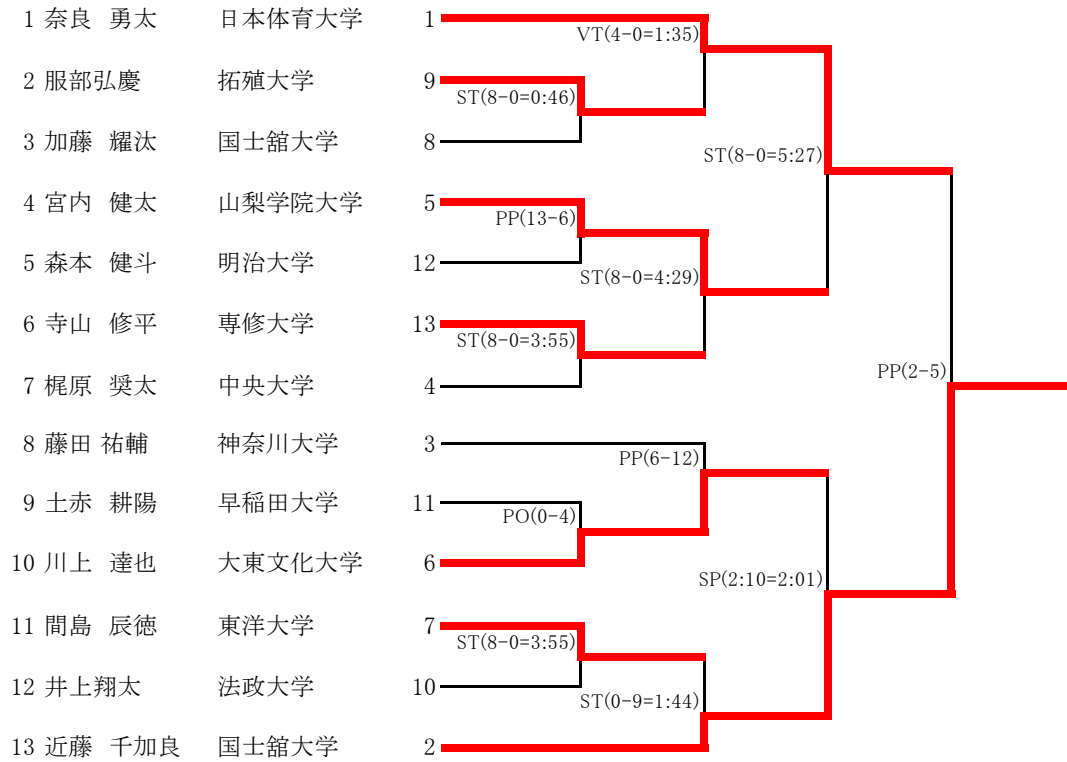 1 奈良 勇太 日本体育大学 1
VT(4-0=1:35)
2 服部弘慶 拓殖大学 9
ST(8-0=0:46)
3 加藤 耀汰 国士舘大学 8
ST(8-0=5:27)
4 宮内 健太 山梨学院大学 5
PP(13-6)
5 森本 健斗 明治大学 12
ST(8-0=4:29)
6 寺山 修平 専修大学 13
ST(8-0=3:55)
7 梶原 奨太 中央大学 4
PP(2-5)
8 藤田 祐輔 神奈川大学 3
PP(6-12)
9 土赤 耕陽 早稲田大学 11
PO(0-4)
10 川上 達也 大東文化大学 6
SP(2:10=2:01)
11 間島 辰徳 東洋大学 7
ST(8-0=3:55)
12 井上翔太 法政大学 10
ST(0-9=1:44)
13 近藤 千加良 国士舘大学 2